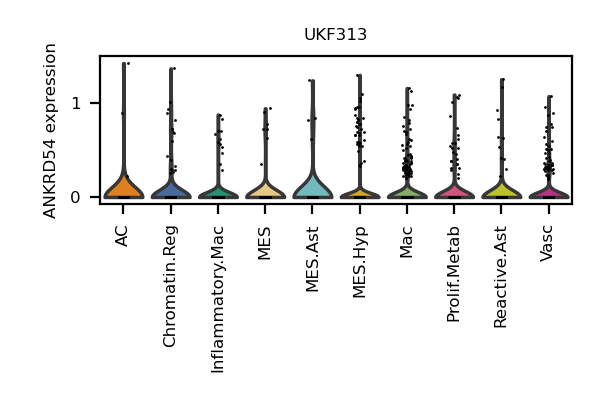 UKF313
ANKRD54 expression
1
0
AC
Chromatin.Reg
Inflammatory.Mac
MES
MES.Ast
MES.Hyp
Mac
Prolif.Metab
Reactive.Ast
Vasc